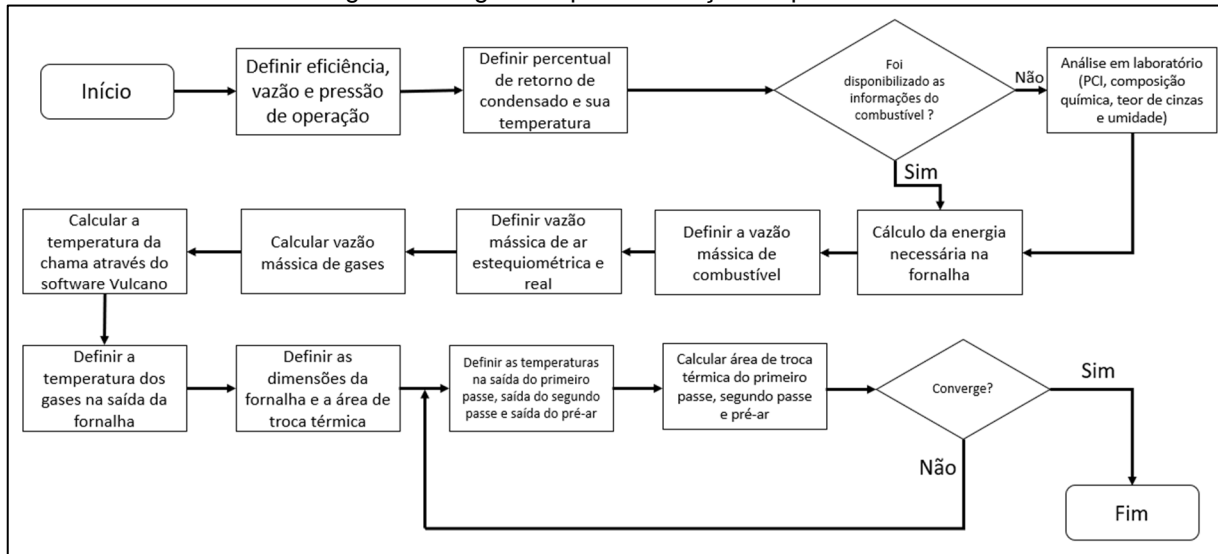 Início
Definir eficiência,
vazão e pressão
de operação
Definir percentual
de retorno de
condensado e sua
temperatura
Foi
disponibilizado as
informações do
combustível ?
Não
Análise em laboratório
(PCI, composição
química, teor de cinzas
e umidade)
Sim
Calcular a
temperatura da
chama através do
software Vulcano
Calcular vazão
mássica de gases
Definir vazão
mássica de ar
estequiométrica e
real
Definir a vazão
mássica de
combustível
Cálculo da energia
necessária na
fornalha
Definir a
temperatura dos
gases na saída da
fornalha
Definir as
dimensões da
fornalha e a área de
troca térmica
Definir as temperaturas
na saída do primeiro
passe, saída do segundo
passe e saída do pré-ar
Calcular área de troca
térmica do primeiro
passe, segundo passe
e pré-ar
Converge?
Sim
Não
Fim